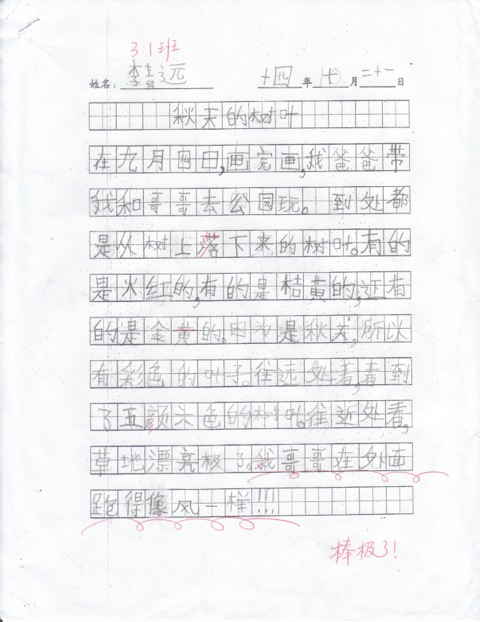 31班
姓名：李远 十四年 十月二十一日
秋天的树叶
在九月四日,画完画,我爸爸带
我和哥哥去公园玩。到处都
是从树上落下来的树叶。有的
是火红的,有的是桔黄的,还有
的是金黄的。因为是秋天,所以
有彩色的叶子。往远处看,看到
了五颜六色的树叶。往近处看,
草地漂亮极了。我哥哥在外面
跑得像风一样!!!
棒极了!